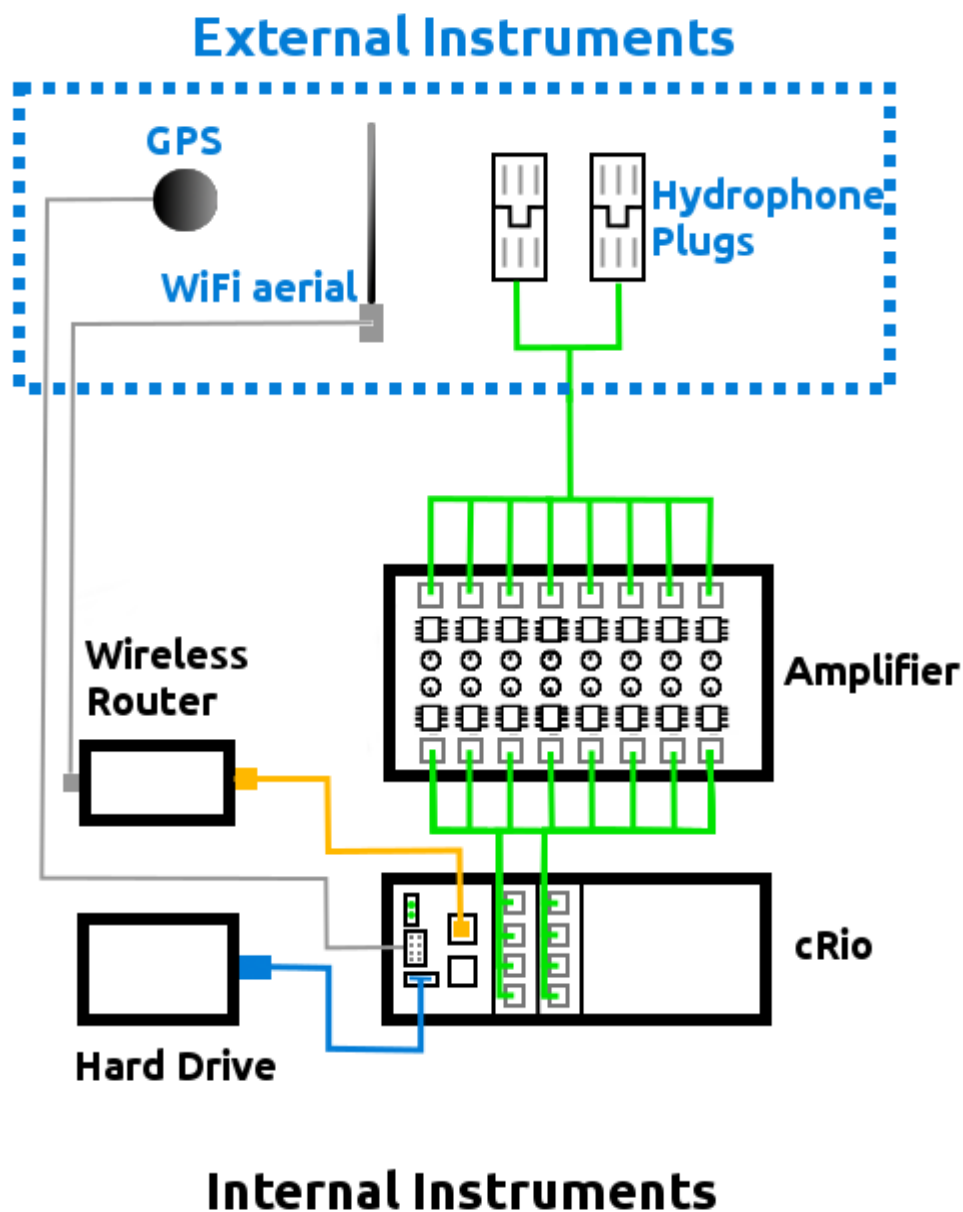 External Instruments
GPS
Hydrophone
Plugs
WiFi aerial
Wireless
Router
Amplifier
cRio
Hard Drive
Internal Instruments